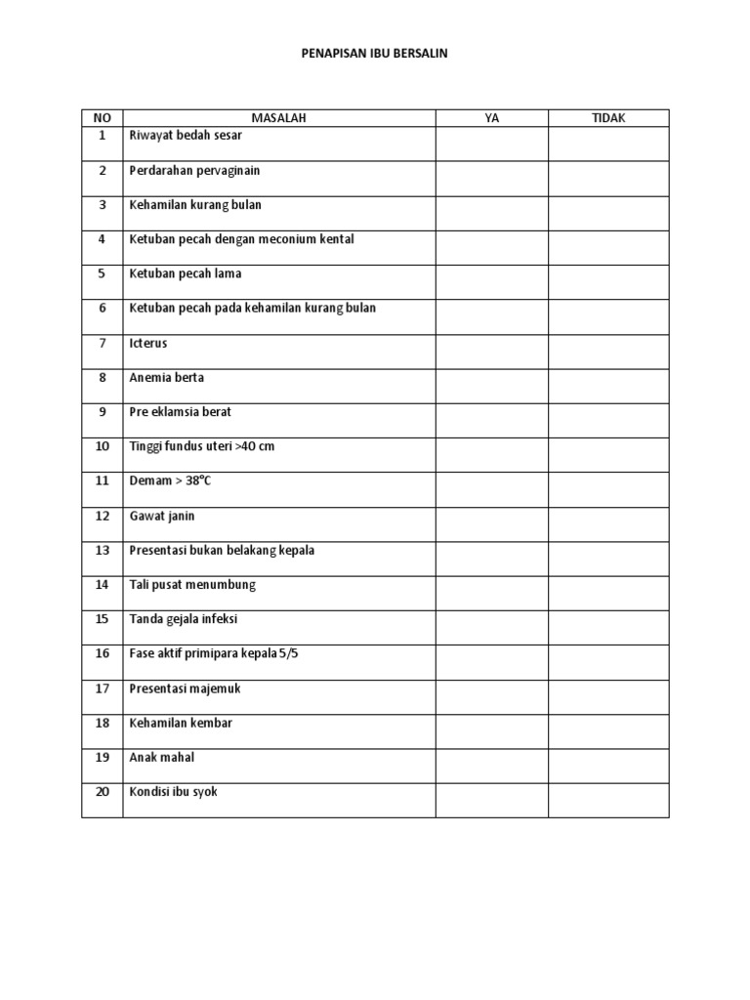 PENAPISAN IBU BERSALIN
NO MASALAH YA TIDAK
1 Riwayat bedah sesar
2 Perdarahan pervaginain
3 Kehamilan kurang bulan
4 Ketuban pecah dengan meconium kental
5 Ketuban pecah lama
6 Ketuban pecah pada kehamilan kurang bulan
7 Icterus
8 Anemia berta
9 Pre eklamsia berat
10 Tinggi fundus uteri >40 cm
11 Demam > 38°C
12 Gawat janin
13 Presentasi bukan belakang kepala
14 Tali pusat menumbung
15 Tanda gejala infeksi
16 Fase aktif primipara kepala 5/5
17 Presentasi majemuk
18 Kehamilan kembar
19 Anak mahal
20 Kondisi ibu syok